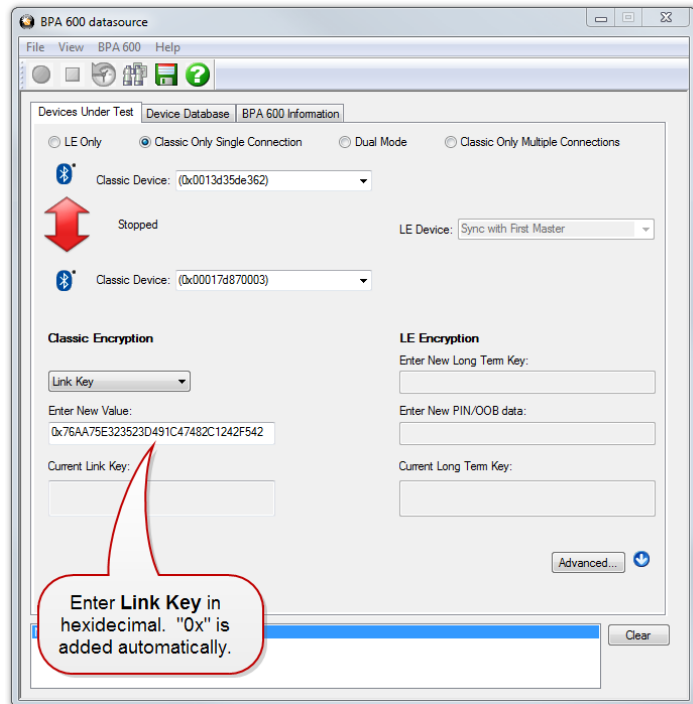 BPA 600 datasource
File View BPA 600 Help
Devices Under Test Device Database BPA 600 Information
LE Only Classic Only Single Connection Dual Mode Classic Only Multiple Connections
Classic Device: (0x0013d35de362)
Stopped
LE Device: Sync with First Master
Classic Device: (0x00017d870003)
Classic Encryption LE Encryption
Enter New Long Term Key:
Link Key
Enter New Value: Enter New PIN/OOB data:
0x76AA75E323523D491C47482C1242F542
Current Link Key: Current Long Term Key:
Advanced...
Enter Link Key in
hexidecimal. "0x" is
added automatically.
Clear